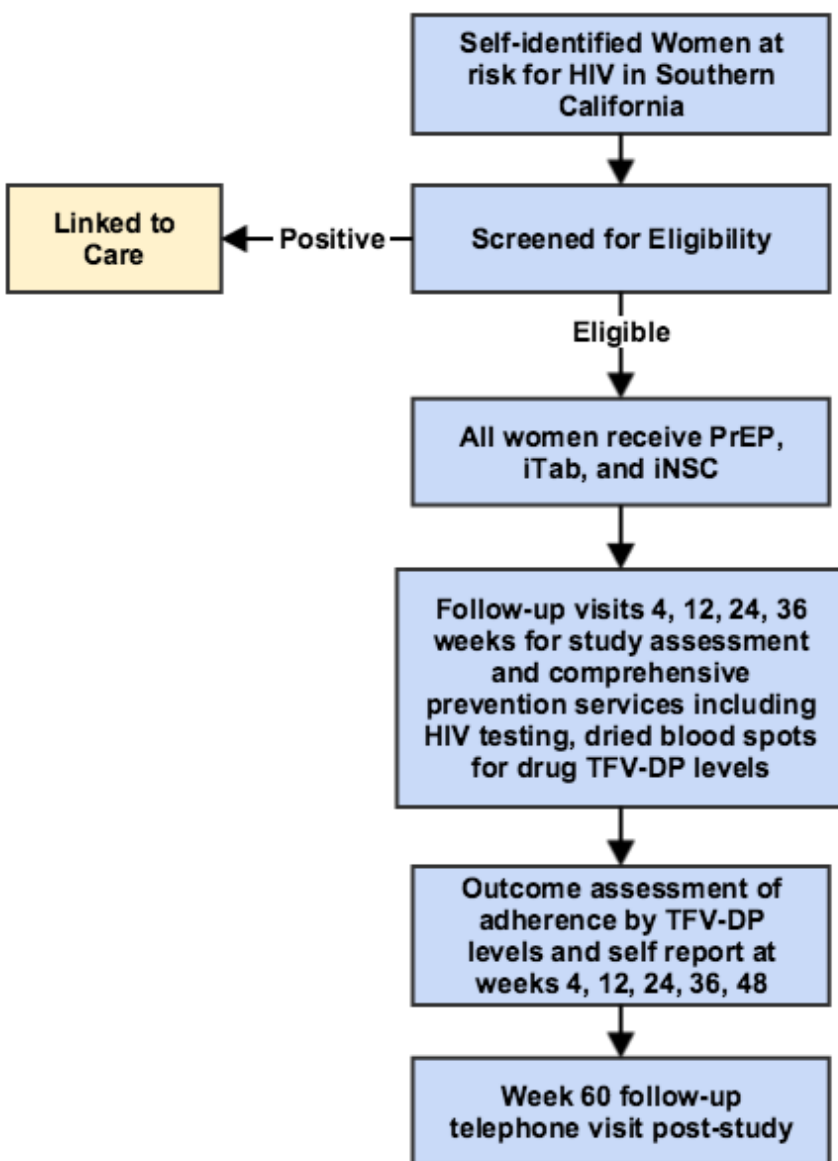 Self-identified Women at
risk for HIV in Southern
California
Linked to
Care
Positive
Screened for Eligibility
Eligible
All women receive PrEP,
iTab, and iNSC
Follow-up visits 4, 12, 24, 36
weeks for study assessment
and comprehensive
prevention services including
HIV testing, dried blood spots
for drug TFV-DP levels
Outcome assessment of
adherence by TFV-DP
levels and self report at
weeks 4, 12, 24, 36, 48
Week 60 follow-up
telephone visit post-study